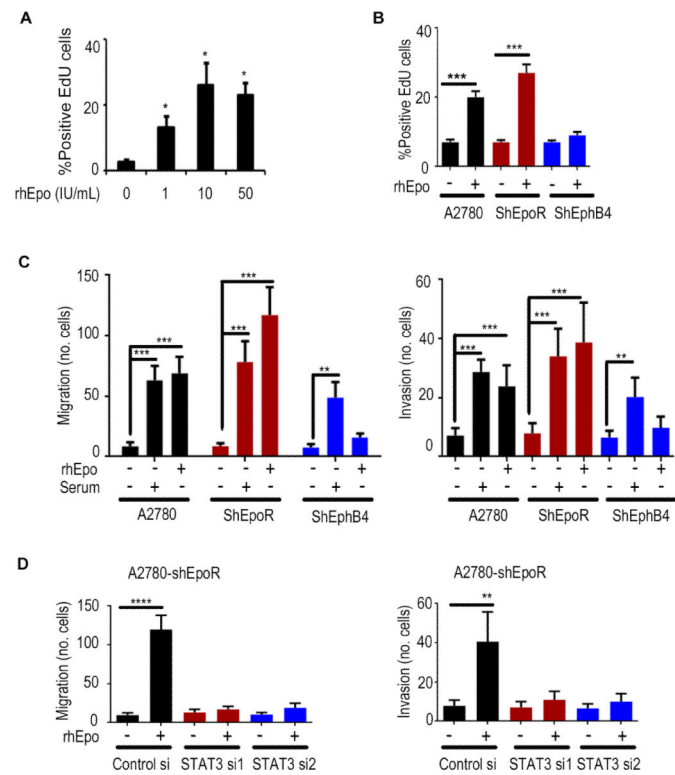 A
%Positive EdU cells
40
20
0
*
*
*
rhEpo (IU/mL)
0 1 10 50
B
%Positive EdU cells
60
40
20
0
***
***
rhEpo - + - + - +
A2780 ShEpoR ShEphB4
C
Migration (no. cells)
150
100
50
0
***
***
***
***
**
rhEpo - - + - - + - - +
Serum - + - - + - - + -
A2780 ShEpoR ShEphB4
Invasion (no. cells)
60
40
20
0
***
***
***
***
**
- - + - - + - - +
- + - - + - - + -
A2780 ShEpoR ShEphB4
D
A2780-shEpoR
Migration (no. cells)
150
100
50
0
****
rhEpo - + - + - +
Control si STAT3 si1 STAT3 si2
A2780-shEpoR
Invasion (no. cells)
60
40
20
0
**
- + - + - +
Control si STAT3 si1 STAT3 si2